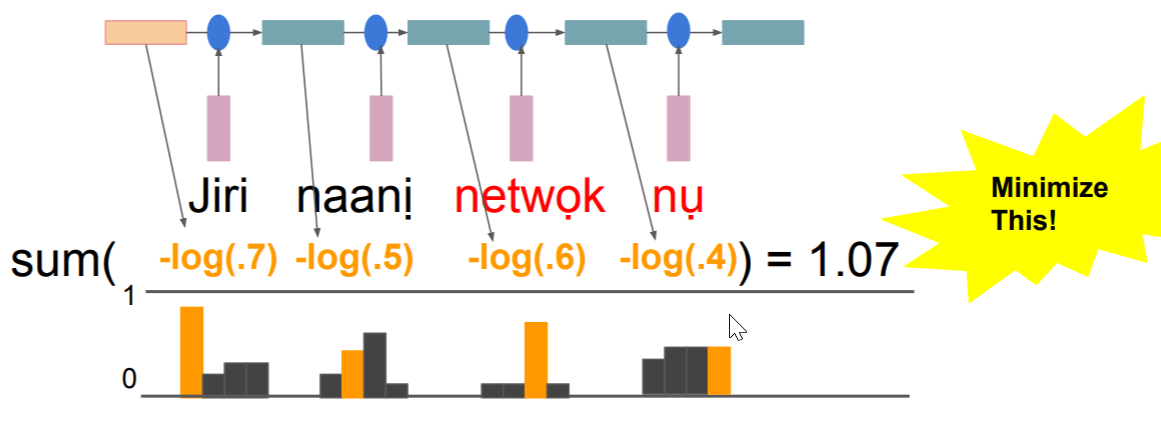 Jiri naanị netwọk nụ
Minimize
This!
sum( -log(.7) -log(.5) -log(.6) -log(.4)) = 1.07
1
0